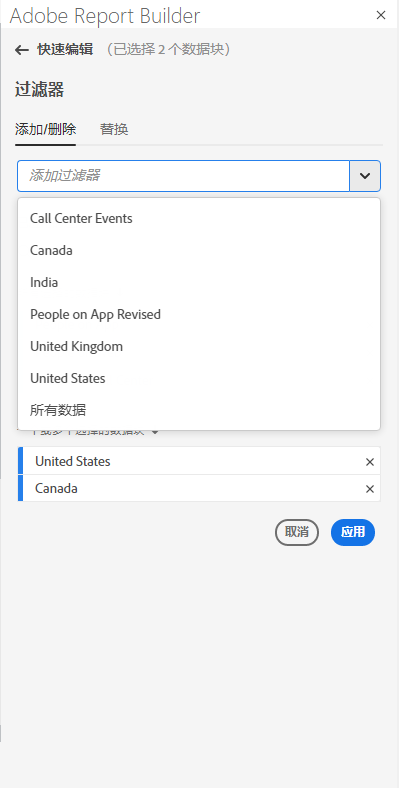 Adobe Report Builder
快速编辑 （已选择 2 个数据块）
过滤器
添加/删除 替换
添加过滤器
Call Center Events
Canada
India
People on App Revised
United Kingdom
United States
所有数据
United States
Canada
取消 应用